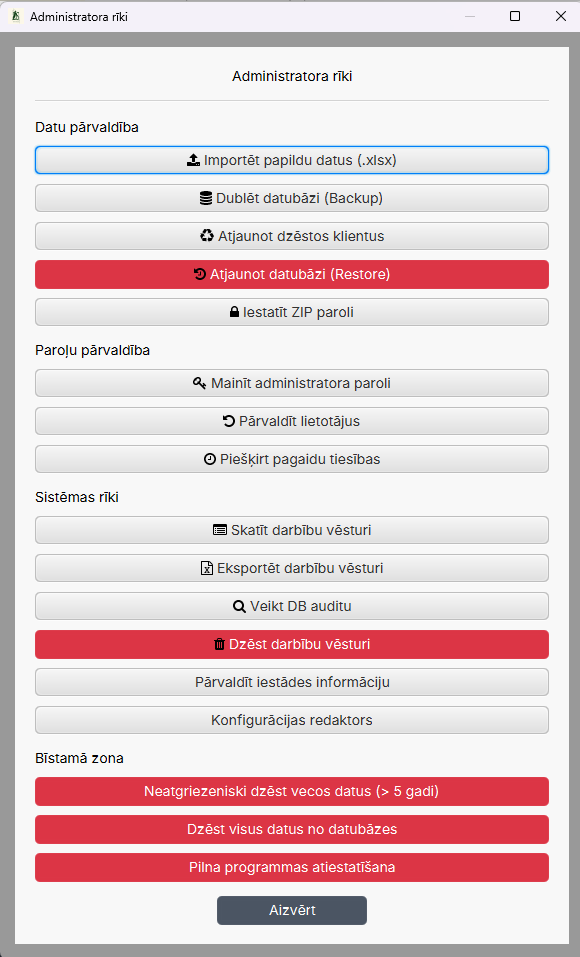 Administratora rīki
Administratora rīki
Datu pārvaldība
Importēt papildu datus (.xlsx)
Dublēt datubāzi (Backup)
Atjaunot dzēstos klientus
Atjaunot datubāzi (Restore)
Iestatīt ZIP paroli
Paroļu pārvaldība
Mainīt administratora paroli
Pārvaldīt lietotājus
Piešķirt pagaidu tiesības
Sistēmas rīki
Skatīt darbību vēsturi
Eksportēt darbību vēsturi
Veikt DB auditu
Dzēst darbību vēsturi
Pārvaldīt iestādes informāciju
Konfigurācijas redaktors
Bīstamā zona
Neatgriezeniski dzēst vecos datus (> 5 gadi)
Dzēst visus datus no datubāzes
Pilna programmas atiestatīšana
Aizvērt